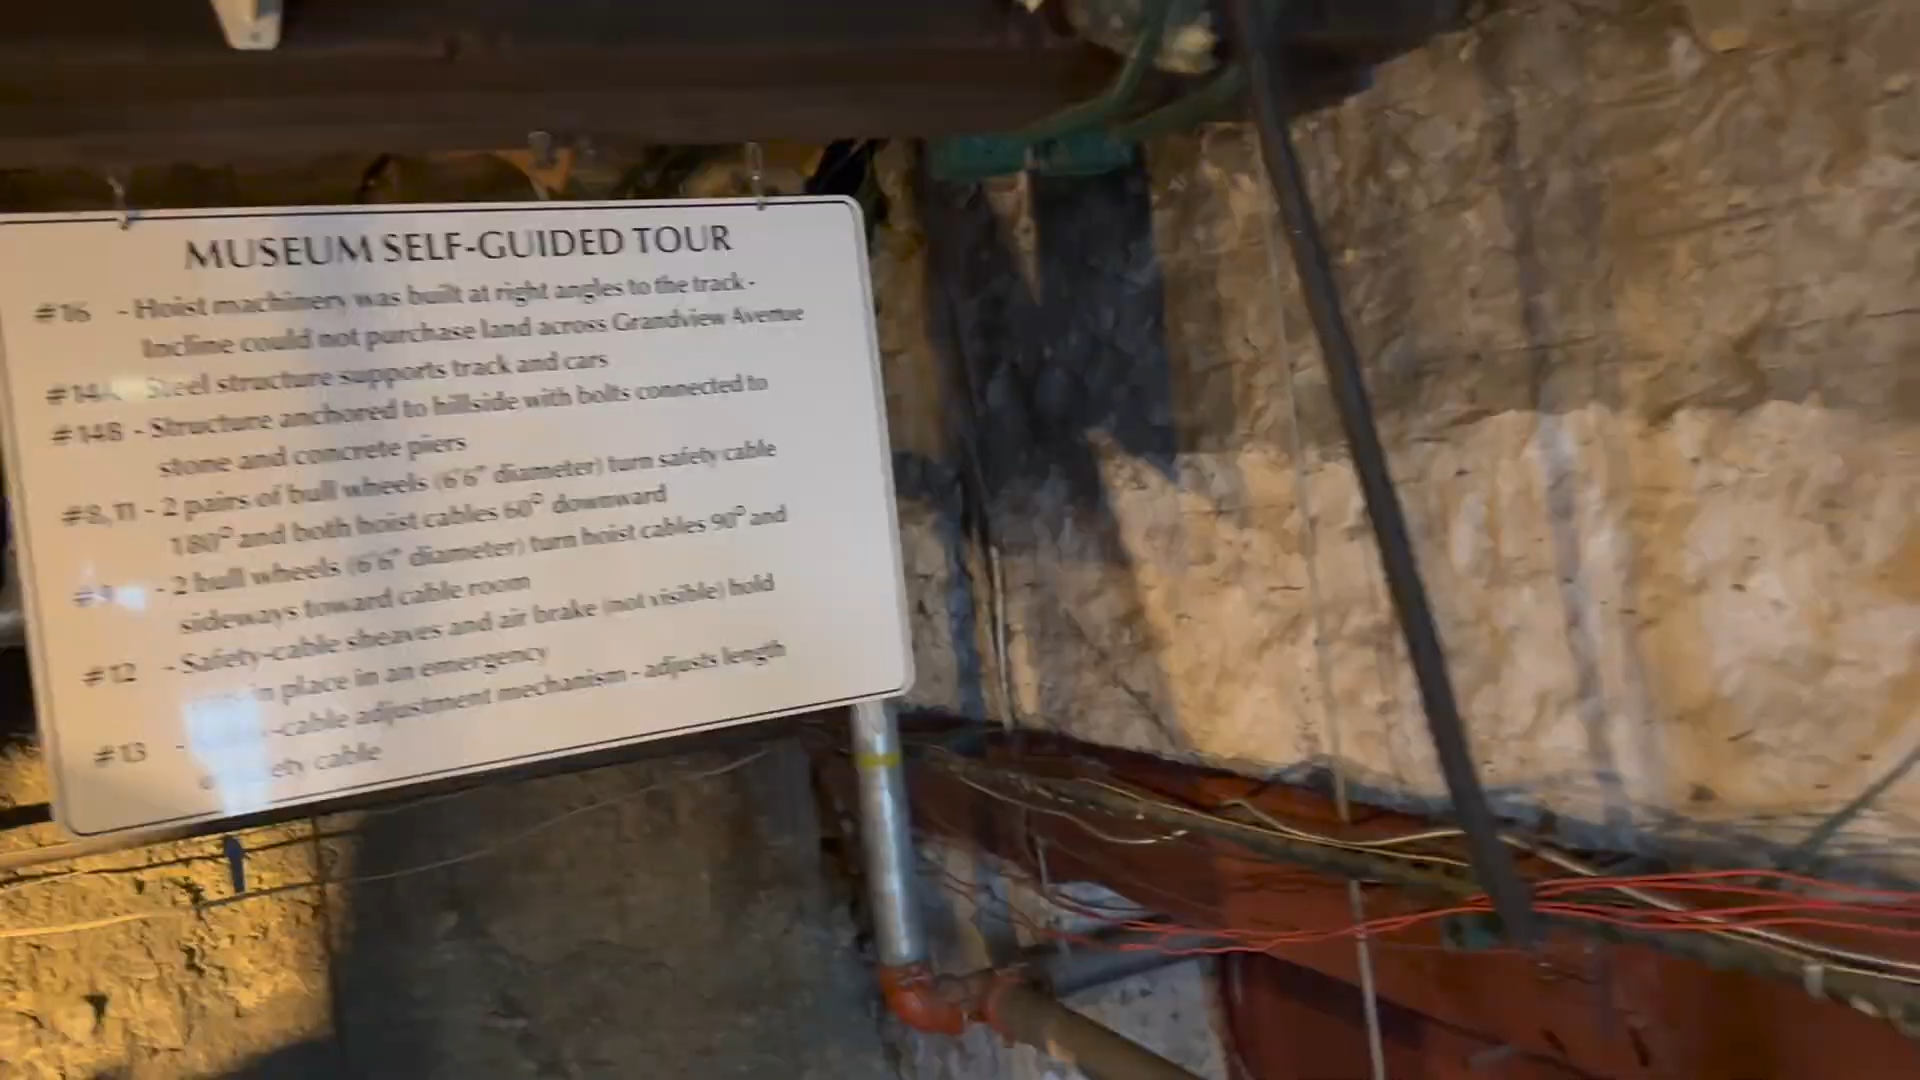 MUSEUM SELF-GUIDED TOUR
#16 - Hoist machinery was built at right angles to the track -
Incline could not purchase land across Grandview Avenue
#14A Steel structure supports track and cars
#14B - Structure anchored to hillside with bolts connected to
stone and concrete piers
#8, 11 - 2 pairs of bull wheels (6'6" diameter) turn safety cable
180° and both hoist cables 60° downward
- 2 bull wheels (6'6" diameter) turn hoist cables 90° and
sideways toward cable room
#12 - Safety-cable sheaves and air brake (not visible) hold
in place in an emergency
#13 - -cable adjustment mechanism - adjusts length
cable